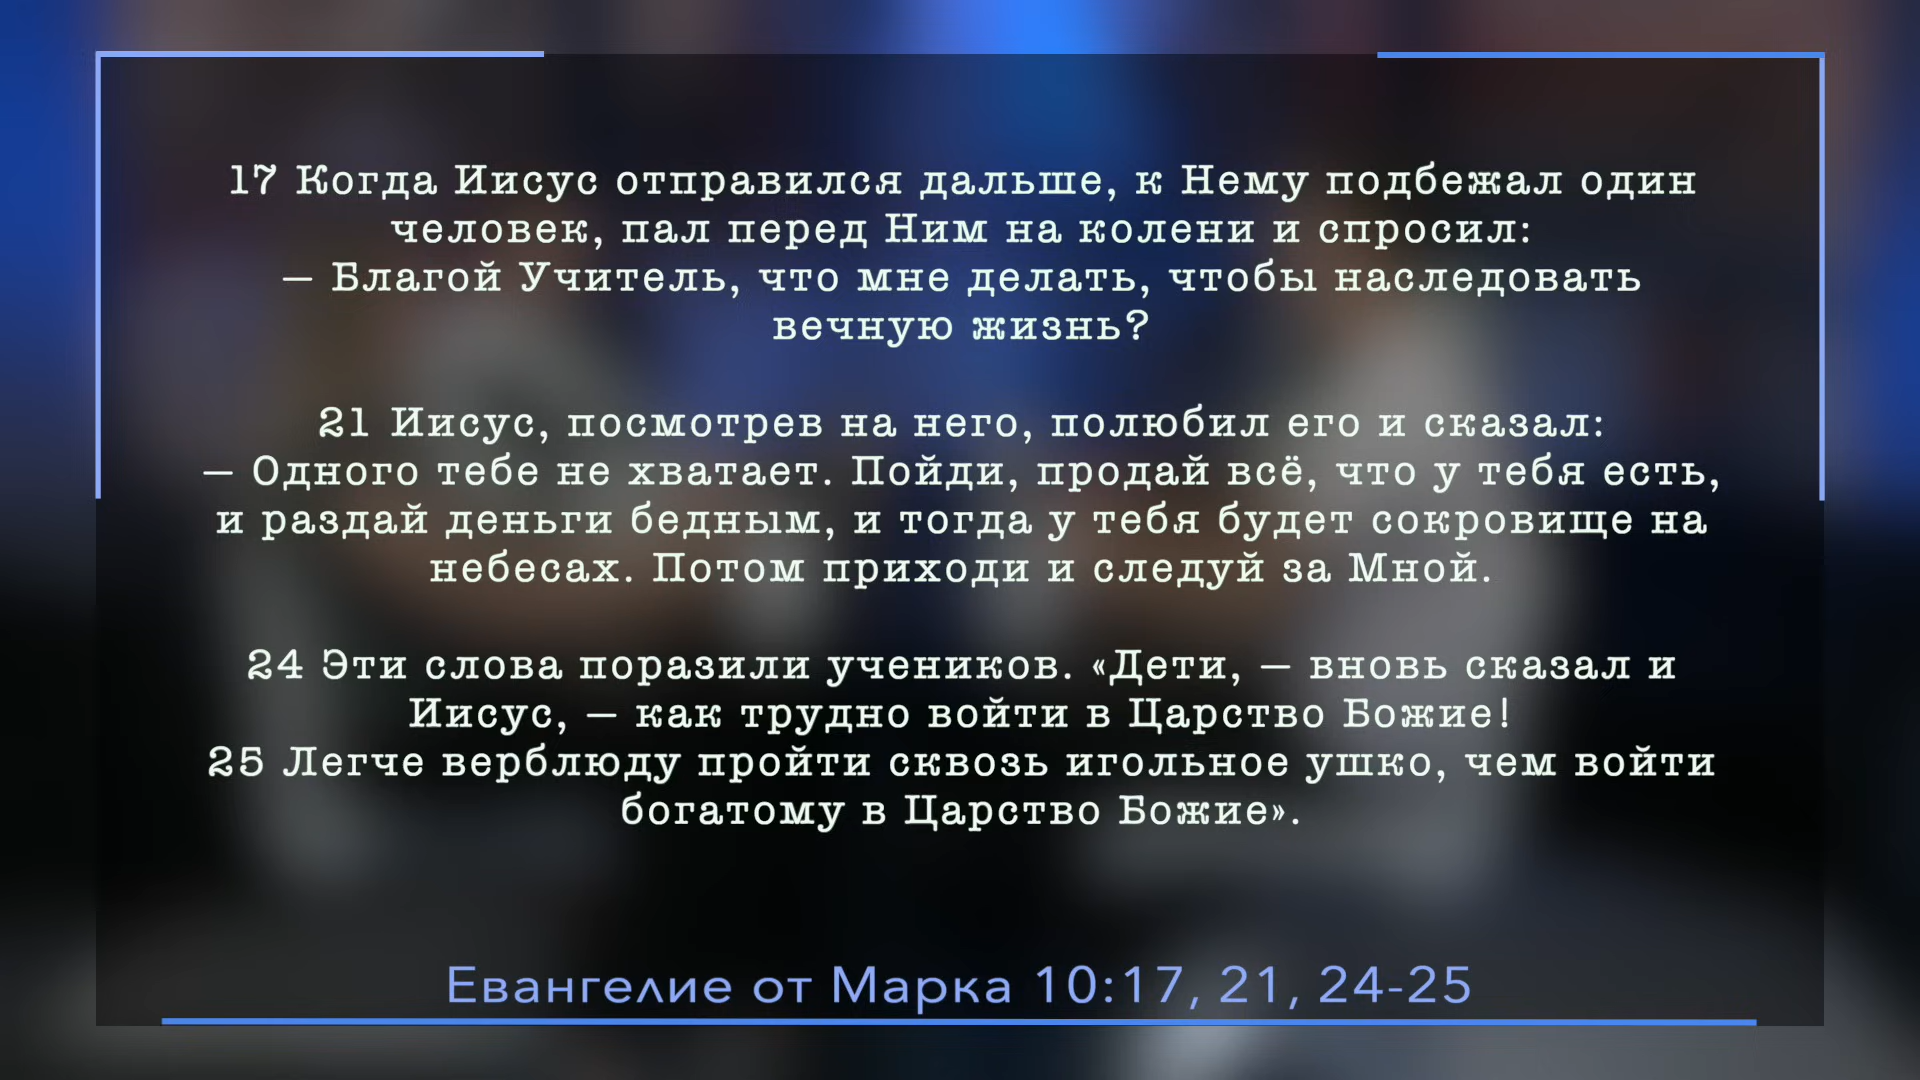 17 Когда Иисус отправился дальше, к Нему подбежал один
человек, пал перед Ним на колени и спросил:
– Благой Учитель, что мне делать, чтобы наследовать
вечную жизнь?
21 Иисус, посмотрев на него, полюбил его и сказал:
– Одного тебе не хватает. Пойди, продай всё, что у тебя есть,
и раздай деньги бедным, и тогда у тебя будет сокровище на
небесах. Потом приходи и следуй за Мной.
24 Эти слова поразили учеников. «Дети, – вновь сказал и
Иисус, – как трудно войти в Царство Божие!
25 Легче верблюду пройти сквозь игольное ушко, чем войти
богатому в Царство Божие».
Евангелие от Марка 10:17, 21, 24-25